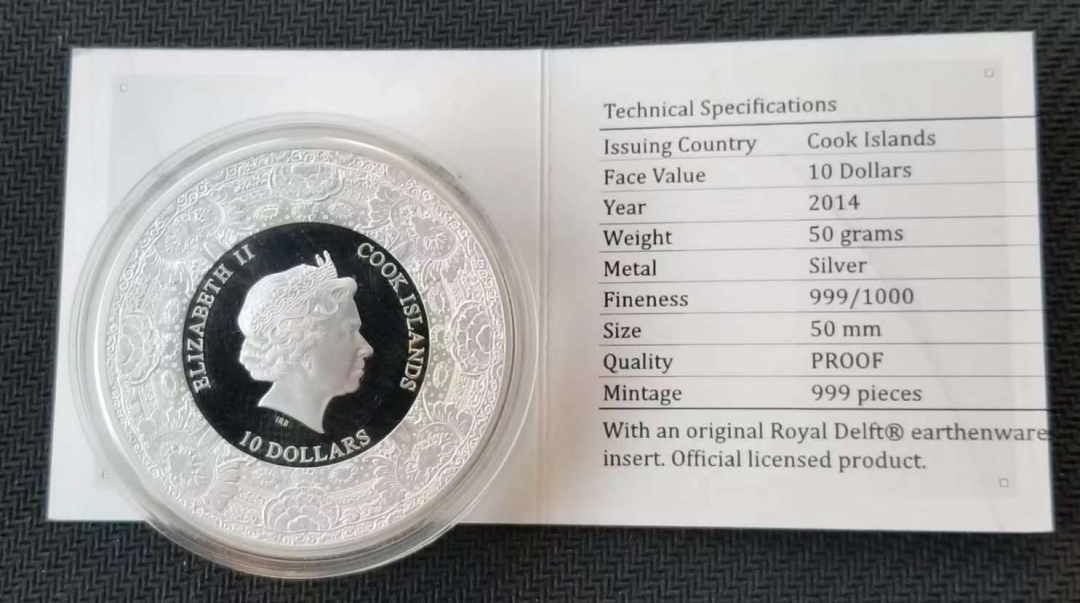 ELIZABETH II
COOK ISLANDS
IRB
10 DOLLARS
Technical Specifications
Issuing Country Cook Islands
Face Value 10 Dollars
Year 2014
Weight 50 grams
Metal Silver
Fineness 999/1000
Size 50 mm
Quality PROOF
Mintage 999 pieces
With an original Royal Delft® earthenware
insert. Official licensed product.